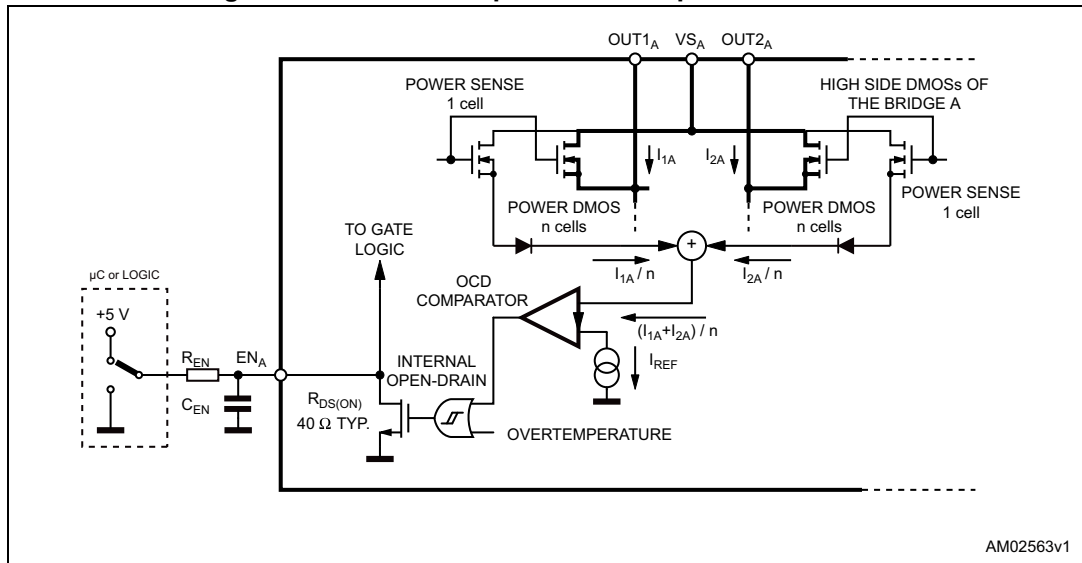 OUT1A VSA OUT2A
POWER SENSE
1 cell
HIGH SIDE DMOSs OF
THE BRIDGE A
I1A
I2A
POWER SENSE
1 cell
POWER DMOS
n cells
POWER DMOS
n cells
TO GATE
LOGIC
+
I1A / n
I2A / n
OCD
COMPARATOR
µC or LOGIC
+5 V
(I1A+I2A) / n
IREF
REN
ENA
INTERNAL
OPEN-DRAIN
CEN
RDS(ON)
40 Ω TYP.
OVERTEMPERATURE
AM02563v1